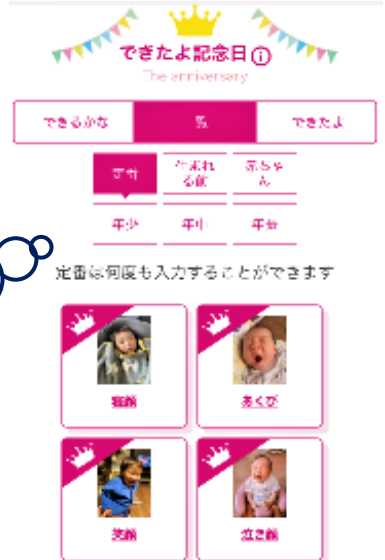 できたよ記念日
The anniversary
できるかな
できたよ
定番
生まれる前
赤ちゃん
年少
年中
年長
定番は何度も入力することができます
寝顔
あくび
笑顔
泣き顔